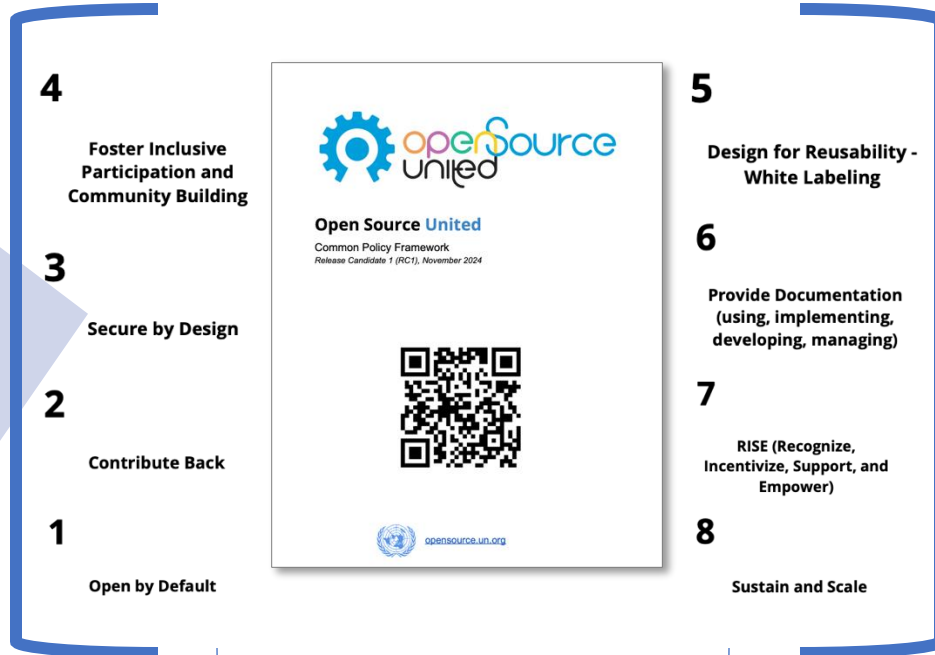 4
Foster Inclusive
Participation and
Community Building
3
Secure by Design
2
Contribute Back
1
Open by Default
openSource
united
Open Source United
Common Policy Framework
Release Candidate 1 (RC1), November 2024
opensource.un.org
5
Design for Reusability -
White Labeling
6
Provide Documentation
(using, implementing,
developing, managing)
7
RISE (Recognize,
Incentivize, Support, and
Empower)
8
Sustain and Scale